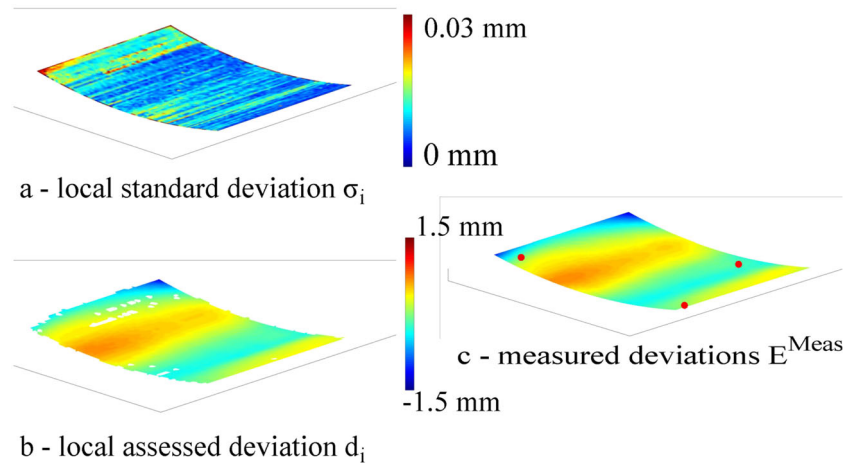 0.03 mm
0 mm
a - local standard deviation σi
1.5 mm
-1.5 mm
c - measured deviations E^Meas
b - local assessed deviation di